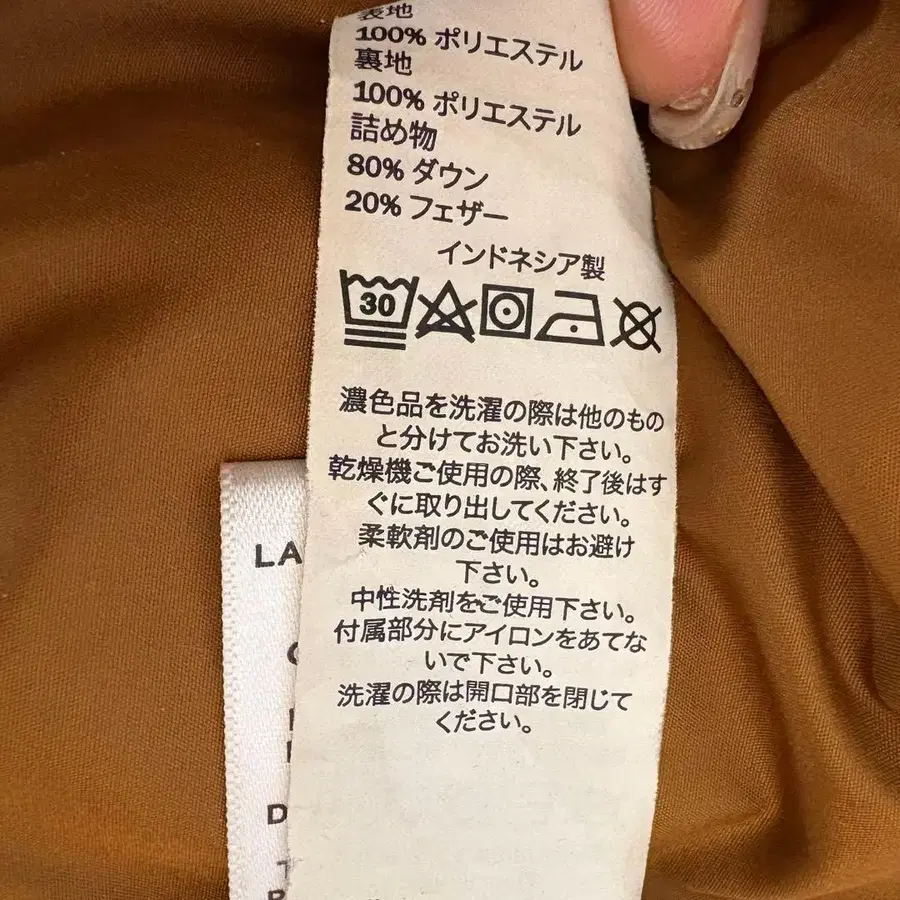 表地
100% ポリエステル
裏地
100% ポリエステル
詰め物
80% ダウン
20% フェザー
インドネシア製
30
濃色品を洗濯の際は他のもの
と分けてお洗い下さい。
乾燥機ご使用の際、終了後はす
ぐに取り出してください。
柔軟剤のご使用はお避け
下さい。
中性洗剤をご使用下さい。
付属部分にアイロンをあてな
いで下さい。
洗濯の際は開口部を閉じて
ください。
LA
D